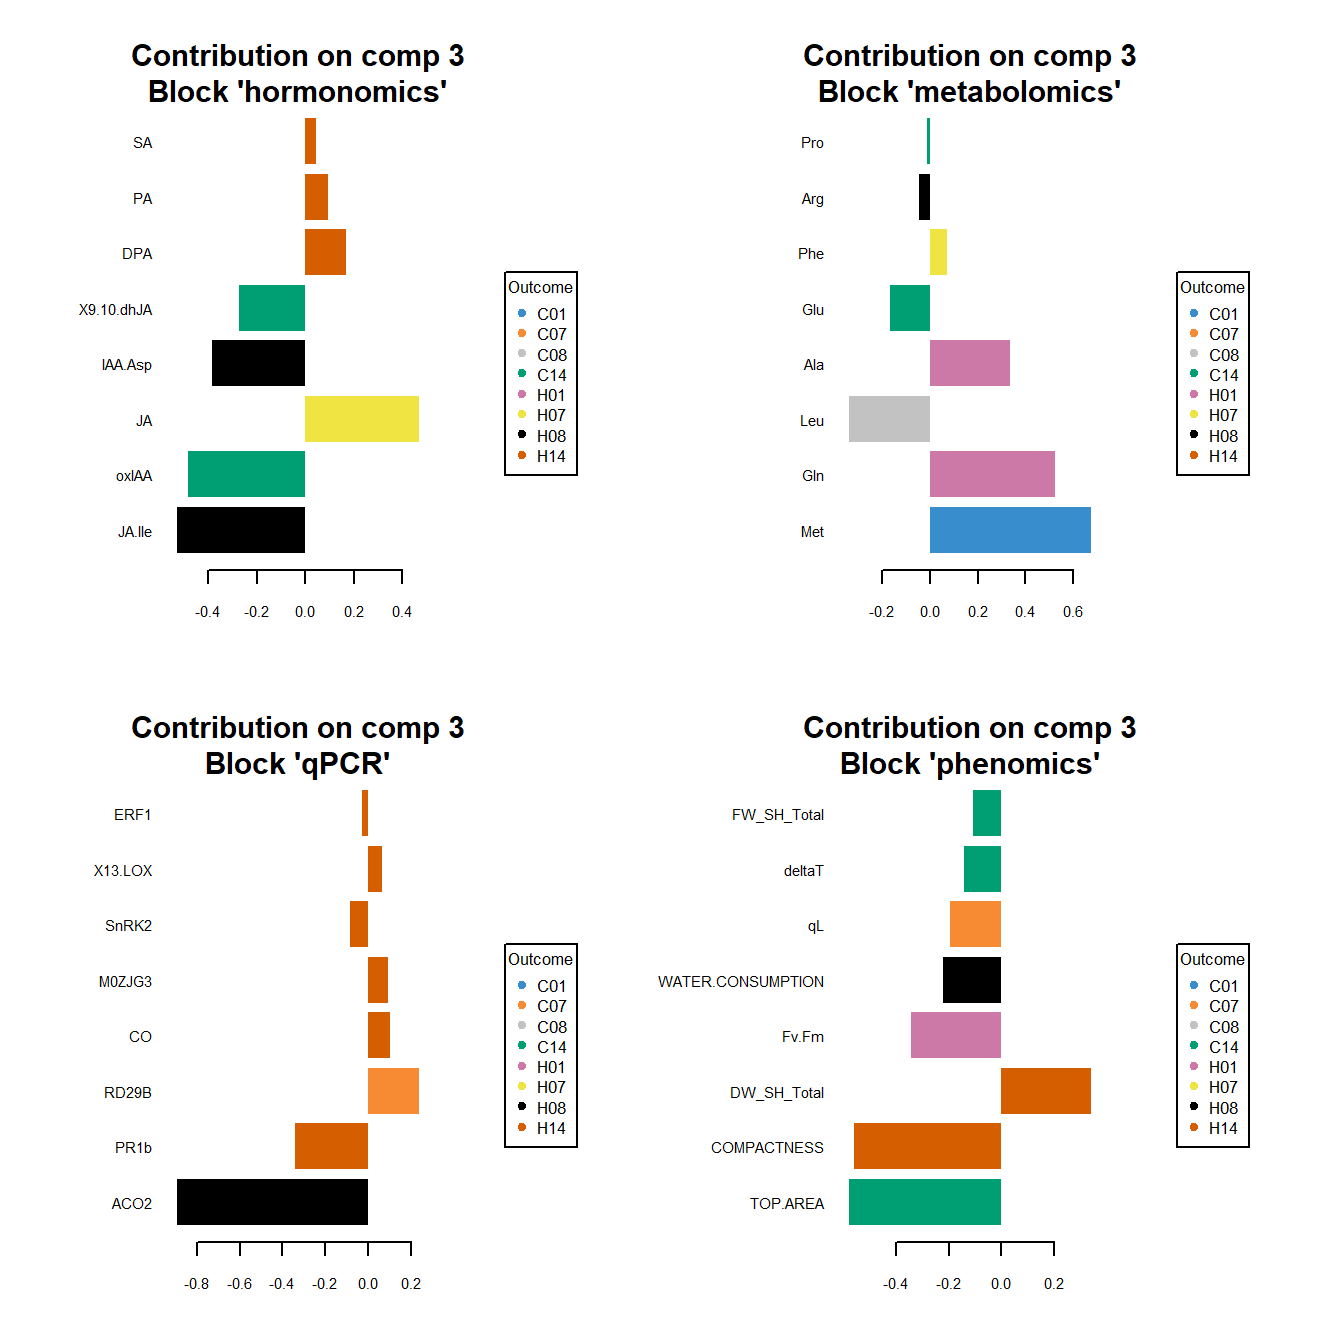 Contribution on comp 3
Block 'hormonomics'
SA
PA
DPA
X9.10.dhJA
IAA.Asp
JA
oxIAA
JA.Ile
-0.4 -0.2 0.0 0.2 0.4
Outcome
C01
C07
C08
C14
H01
H07
H08
H14
Contribution on comp 3
Block 'metabolomics'
Pro
Arg
Phe
Glu
Ala
Leu
Gln
Met
-0.2 0.0 0.2 0.4 0.6
Outcome
C01
C07
C08
C14
H01
H07
H08
H14
Contribution on comp 3
Block 'qPCR'
ERF1
X13.LOX
SnRK2
M0ZJG3
CO
RD29B
PR1b
ACO2
-0.8 -0.6 -0.4 -0.2 0.0 0.2
Outcome
C01
C07
C08
C14
H01
H07
H08
H14
Contribution on comp 3
Block 'phenomics'
FW_SH_Total
deltaT
qL
WATER.CONSUMPTION
Fv.Fm
DW_SH_Total
COMPACTNESS
TOP.AREA
-0.4 -0.2 0.0 0.2
Outcome
C01
C07
C08
C14
H01
H07
H08
H14